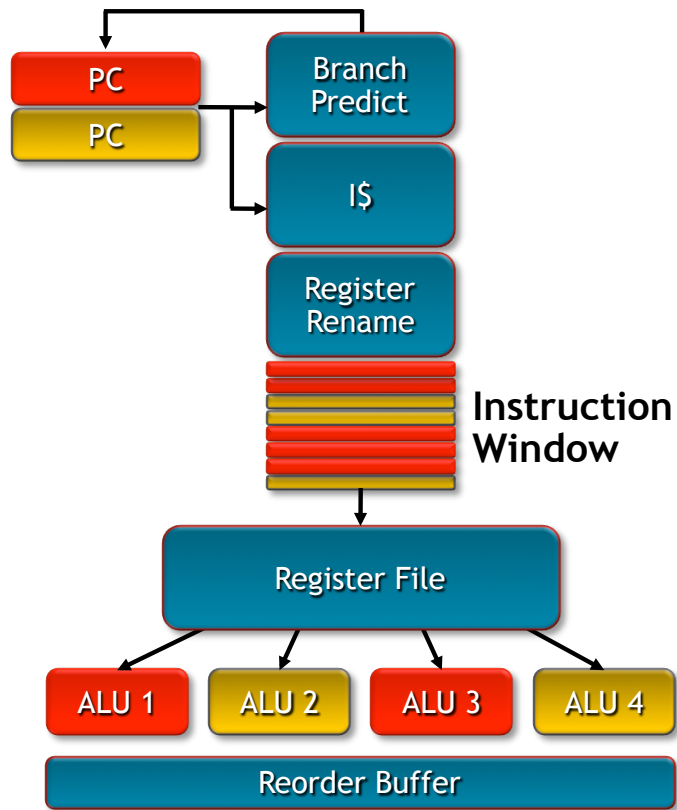 PC
PC
Branch
Predict
I$
Register
Rename
Instruction
Window
Register File
ALU 1
ALU 2
ALU 3
ALU 4
Reorder Buffer